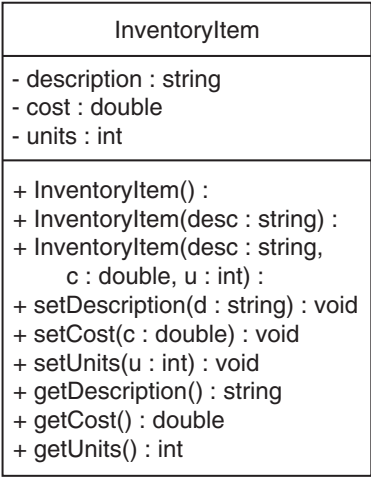 InventoryItem
- description : string
- cost : double
- units : int
+ InventoryItem() :
+ InventoryItem(desc : string) :
+ InventoryItem(desc : string,
c : double, u : int) :
+ setDescription(d : string) : void
+ setCost(c : double) : void
+ setUnits(u : int) : void
+ getDescription() : string
+ getCost() : double
+ getUnits() : int